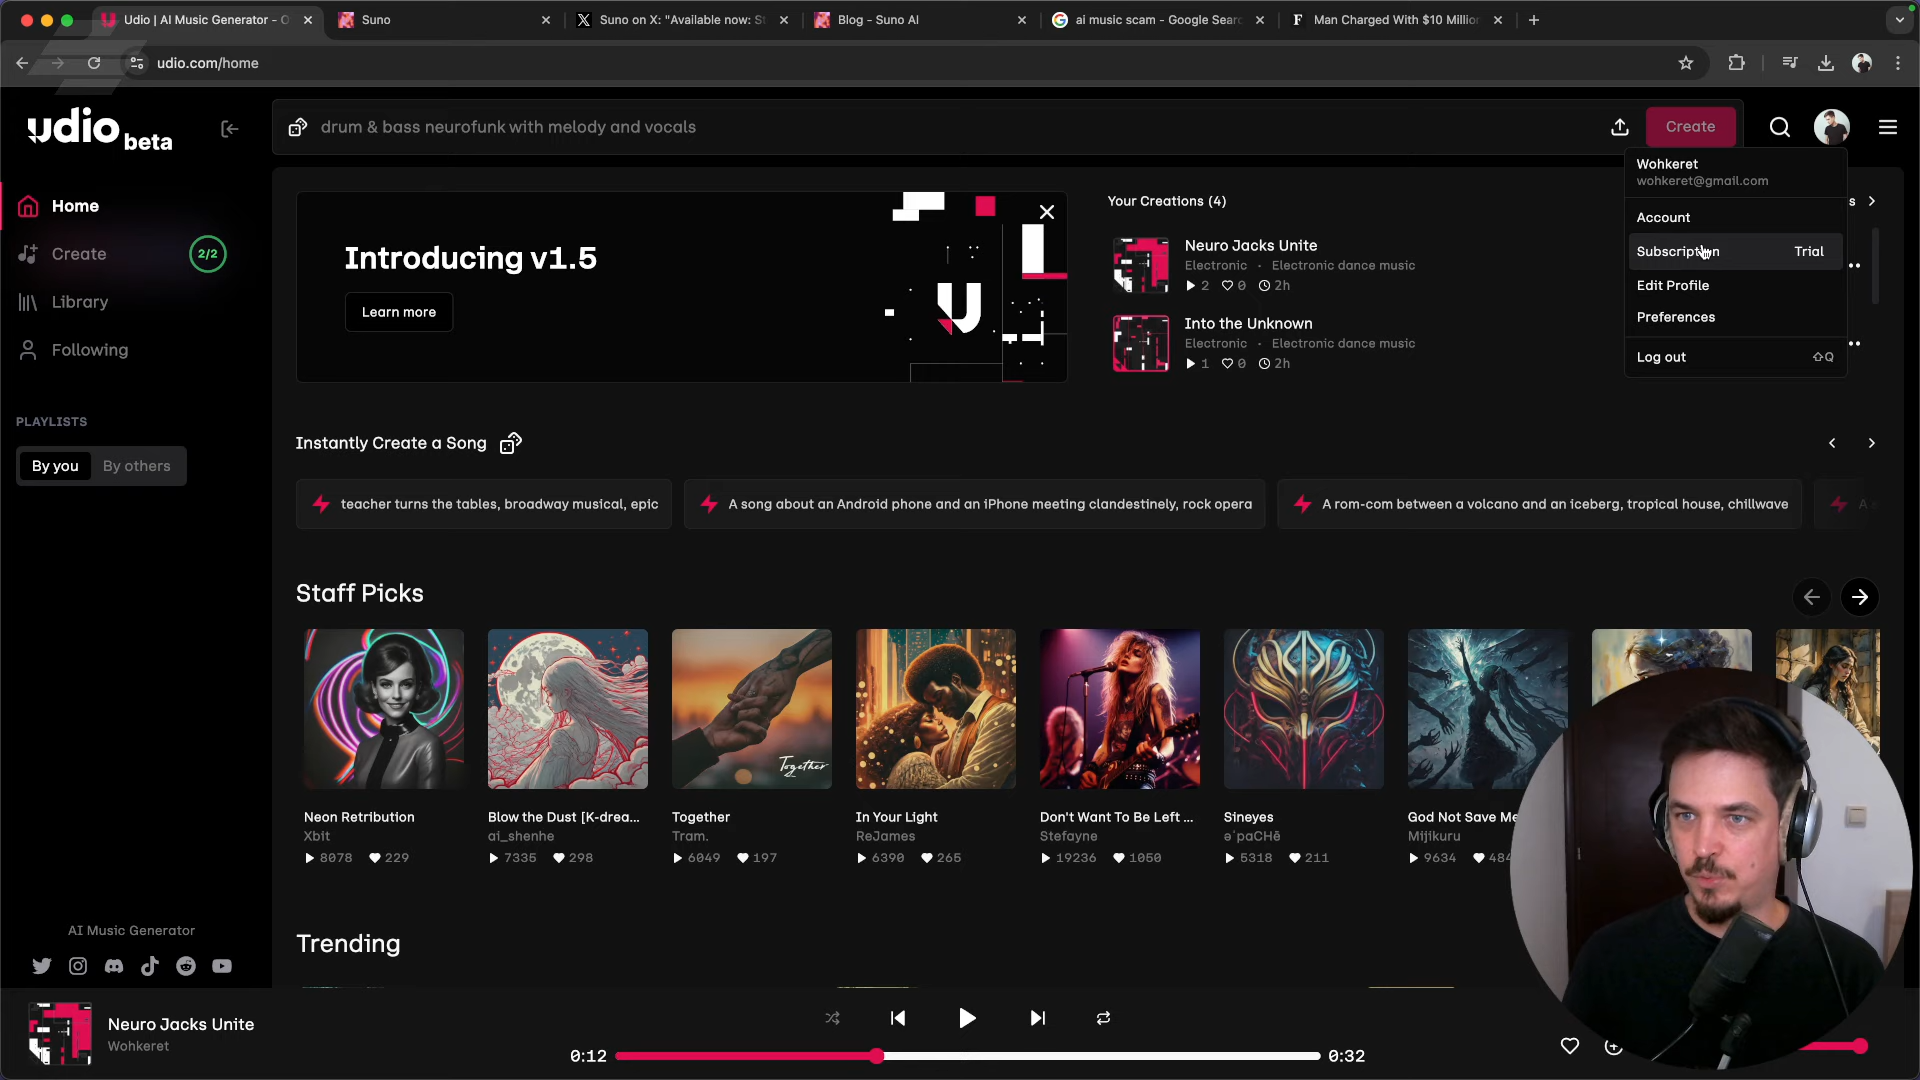 Udio | AI Music Generator - O
Suno
Suno on X: "Available now: St
Blog - Suno AI
ai music scam - Google Searc
Man Charged With $10 Million
udio.com/home
udio beta
drum & bass neurofunk with melody and vocals
Create
Wohkeret
wohkeret@gmail.com
Account
Subscription Trial
Edit Profile
Preferences
Log out ⇧Q
Home
Create 2/2
Library
Following
PLAYLISTS
By you By others
Introducing v1.5
Learn more
Your Creations (4)
Neuro Jacks Unite
Electronic · Electronic dance music
2 0 2h
Into the Unknown
Electronic · Electronic dance music
1 0 2h
Instantly Create a Song
teacher turns the tables, broadway musical, epic
A song about an Android phone and an iPhone meeting clandestinely, rock opera
A rom-com between a volcano and an iceberg, tropical house, chillwave
Staff Picks
Together
Neon Retribution
Xbit
8078 229
Blow the Dust [K-drea...
ai_shenhe
7335 298
Together
Tram.
6049 197
In Your Light
ReJames
6390 265
Don't Want To Be Left ...
Stefayne
19236 1050
Sineyes
ə'paCHē
5318 211
God Not Save Me
Mijikuru
9634 484
Trending
AI Music Generator
Neuro Jacks Unite
Wohkeret
0:12
0:32